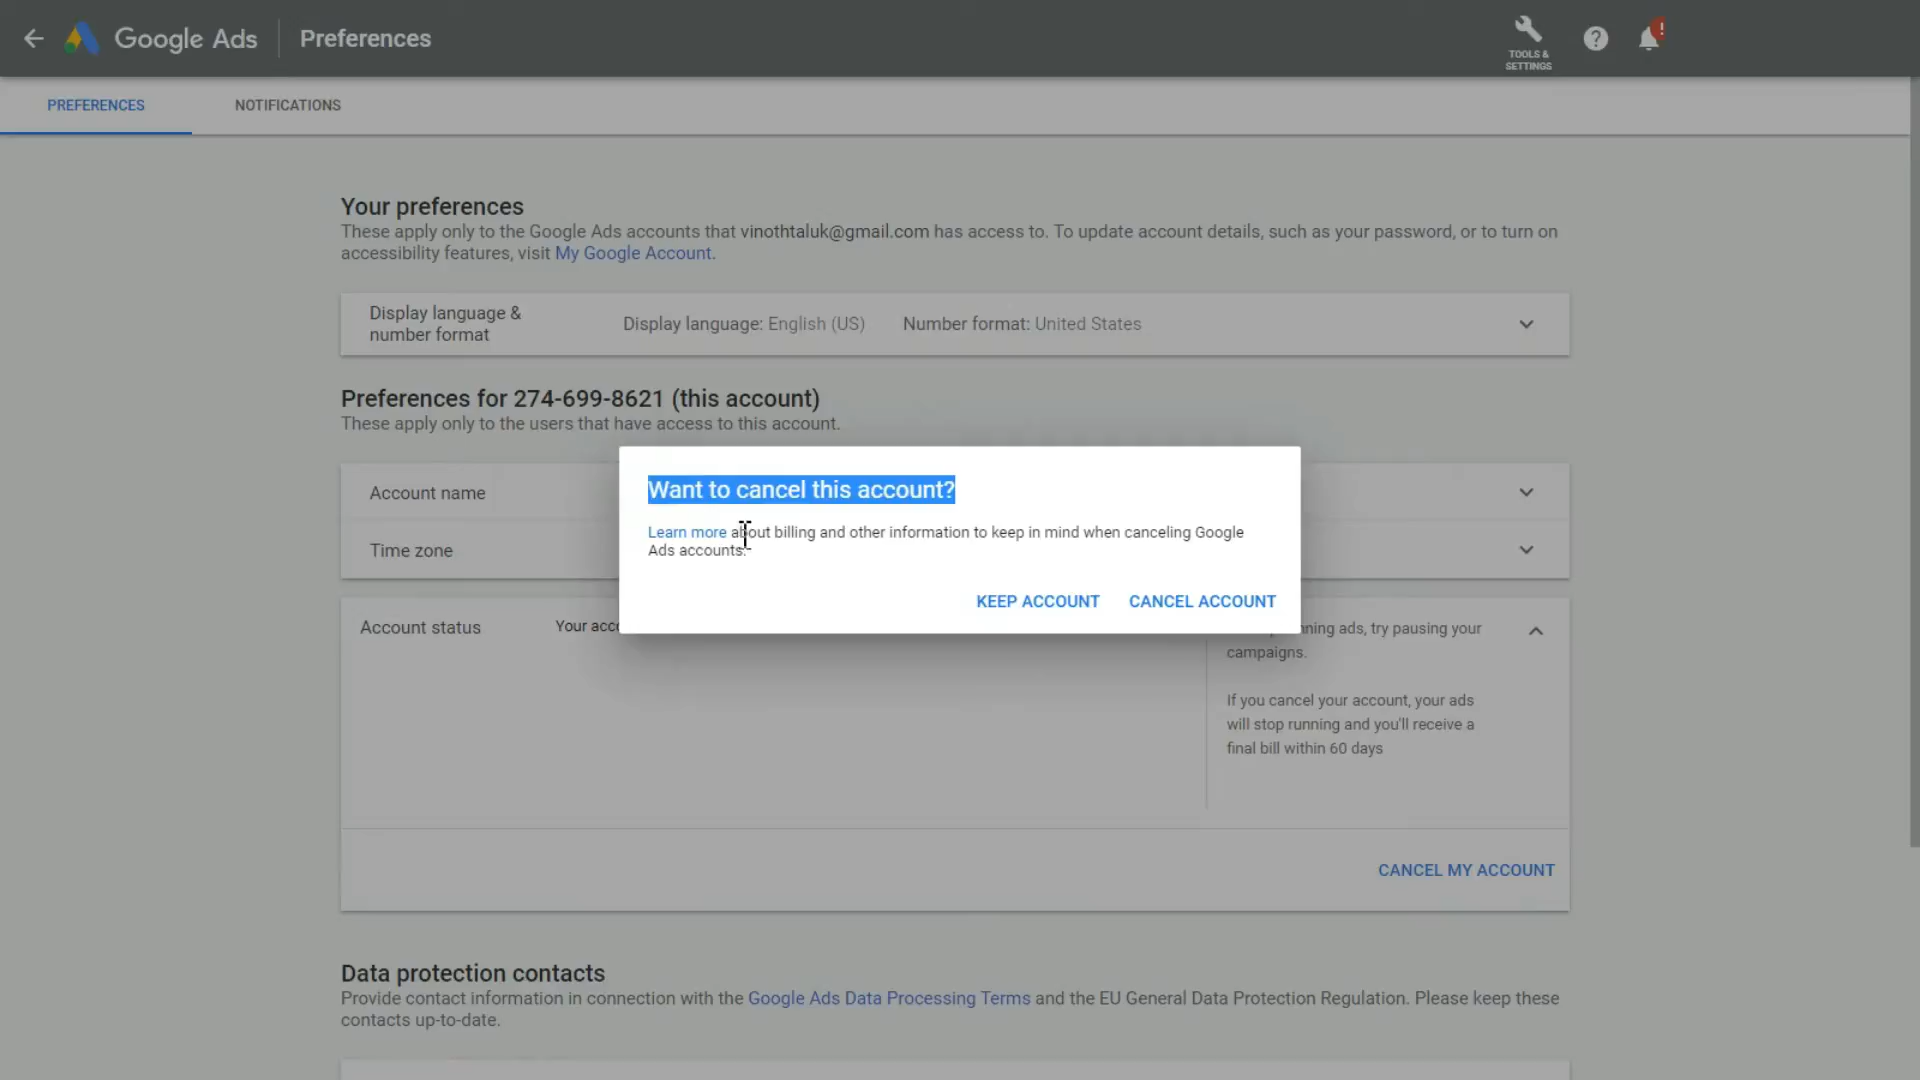 Google Ads
Preferences
TOOLS &
SETTINGS
?
!
PREFERENCES
NOTIFICATIONS
Your preferences
These apply only to the Google Ads accounts that vinothtaluk@gmail.com has access to. To update account details, such as your password, or to turn on
accessibility features, visit My Google Account.
Display language &
number format
Display language: English (US)
Number format: United States
Preferences for 274-699-8621 (this account)
These apply only to the users that have access to this account.
Account name
Time zone
Want to cancel this account?
Learn more about billing and other information to keep in mind when canceling Google
Ads accounts.
KEEP ACCOUNT
CANCEL ACCOUNT
Account status
Your acc
ning ads, try pausing your
campaigns.
If you cancel your account, your ads
will stop running and you'll receive a
final bill within 60 days
CANCEL MY ACCOUNT
Data protection contacts
Provide contact information in connection with the Google Ads Data Processing Terms and the EU General Data Protection Regulation. Please keep these
contacts up-to-date.